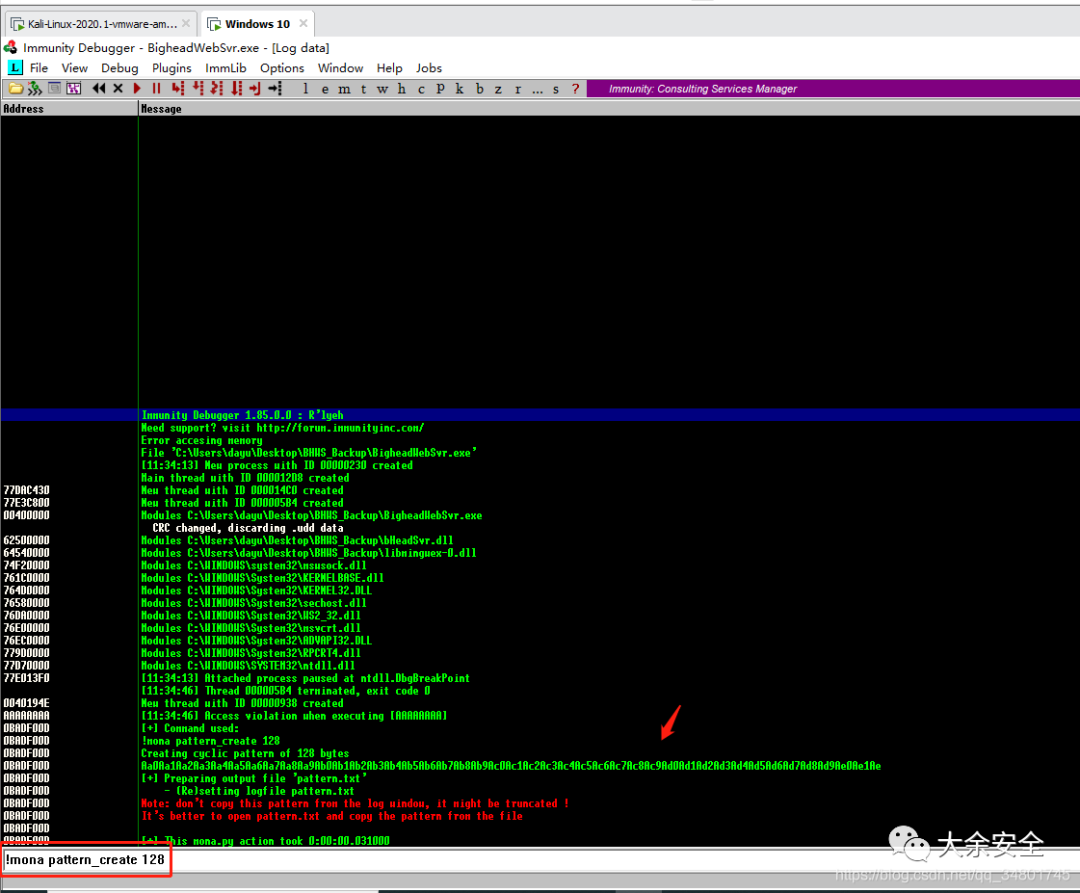 Kali-Linux-2020.1-vmware-am... Windows 10
Immunity Debugger - BigheadWebSvr.exe - [Log data]
L File View Debug Plugins ImmLib Options Window Help Jobs
l e m t w h c P k b z r ... s ? Immunity: Consulting Services Manager
Address Message
Immunity Debugger 1.85.0.0 : R'lyeh
Need support? visit http://forum.immunityinc.com/
Error accesing memory
File 'C:\Users\dayu\Desktop\BHWS_Backup\BigheadWebSvr.exe'
[11:34:13] New process with ID 00000230 created
Main thread with ID 000012D8 created
77DAC430 New thread with ID 000014C0 created
77E3C800 New thread with ID 000005B4 created
00400000 Modules C:\Users\dayu\Desktop\BHWS_Backup\BigheadWebSvr.exe
CRC changed, discarding .udd data
62500000 Modules C:\Users\dayu\Desktop\BHWS_Backup\bHeadSvr.dll
64540000 Modules C:\Users\dayu\Desktop\BHWS_Backup\libmingwex-0.dll
74F20000 Modules C:\WINDOWS\system32\mswsock.dll
761C0000 Modules C:\WINDOWS\System32\KERNELBASE.dll
764D0000 Modules C:\WINDOWS\System32\KERNEL32.DLL
76580000 Modules C:\WINDOWS\System32\sechost.dll
76DA0000 Modules C:\WINDOWS\System32\WS2_32.dll
76E00000 Modules C:\WINDOWS\System32\msvcrt.dll
76EC0000 Modules C:\WINDOWS\System32\ADVAPI32.DLL
779D0000 Modules C:\WINDOWS\System32\RPCRT4.dll
77D70000 Modules C:\WINDOWS\SYSTEM32\ntdll.dll
77E013F0 [11:34:13] Attached process paused at ntdll.DbgBreakPoint
[11:34:46] Thread 000005B4 terminated, exit code 0
0040194E New thread with ID 00000938 created
AAAAAAAA [11:34:46] Access violation when executing [AAAAAAAA]
0BADF00D [+] Command used:
0BADF00D !mona pattern_create 128
0BADF00D Creating cyclic pattern of 128 bytes
0BADF00D Aa0Aa1Aa2Aa3Aa4Aa5Aa6Aa7Aa8Aa9Ab0Ab1Ab2Ab3Ab4Ab5Ab6Ab7Ab8Ab9Ac0Ac1Ac2Ac3Ac4Ac5Ac6Ac7Ac8Ac9Ad0Ad1Ad2Ad3Ad4Ad5Ad6Ad7Ad8Ad9Ae0Ae1Ae
0BADF00D [+] Preparing output file 'pattern.txt'
0BADF00D - (Re)setting logfile pattern.txt
0BADF00D Note: don't copy this pattern from the log window, it might be truncated !
0BADF00D It's better to open pattern.txt and copy the pattern from the file
0BADF00D
0BADF00D [+] This mona.py action took 0:00:00.031000
!mona pattern_create 128
大余安全
https://blog.csdn.net/qq_34801745